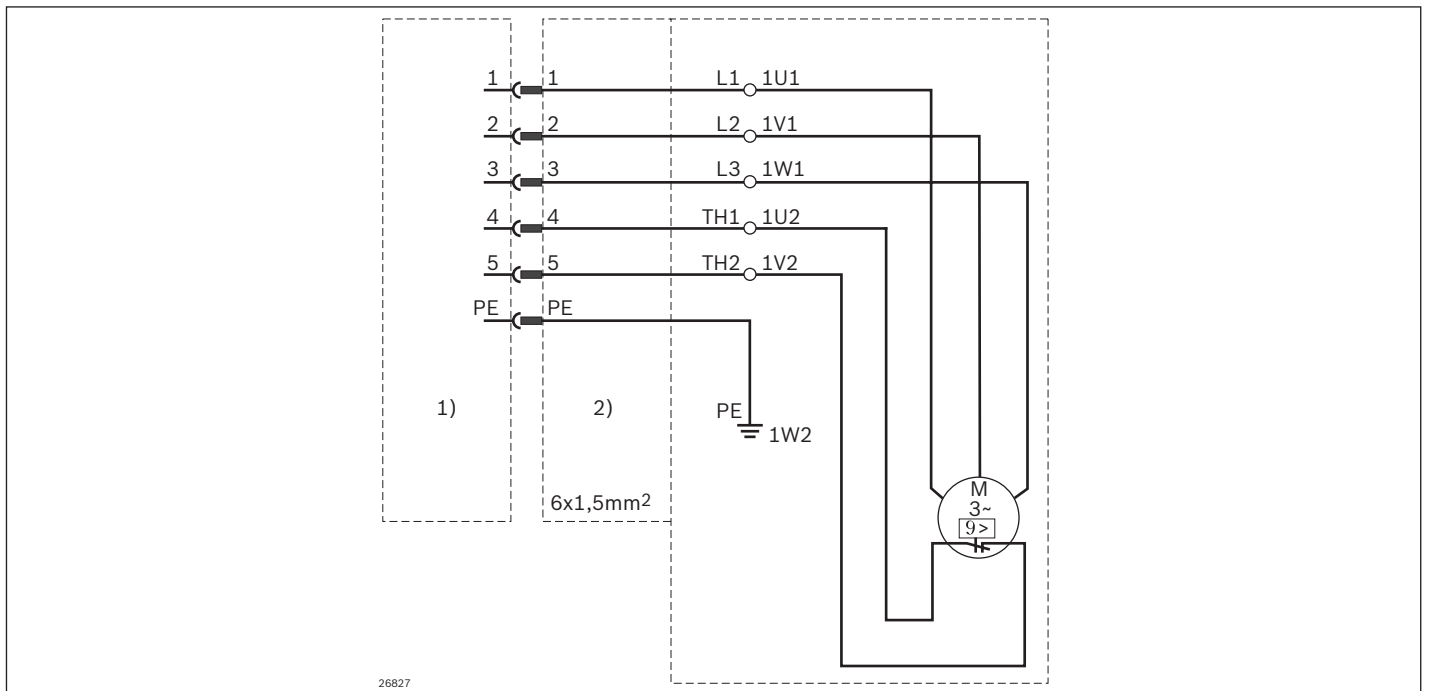 1 1 L1 1U1
2 2 L2 1V1
3 3 L3 1W1
4 4 TH1 1U2
5 5 TH2 1V2
PE PE
1) 2) PE
1W2
6x1,5mm2
M
3~
9>
26827